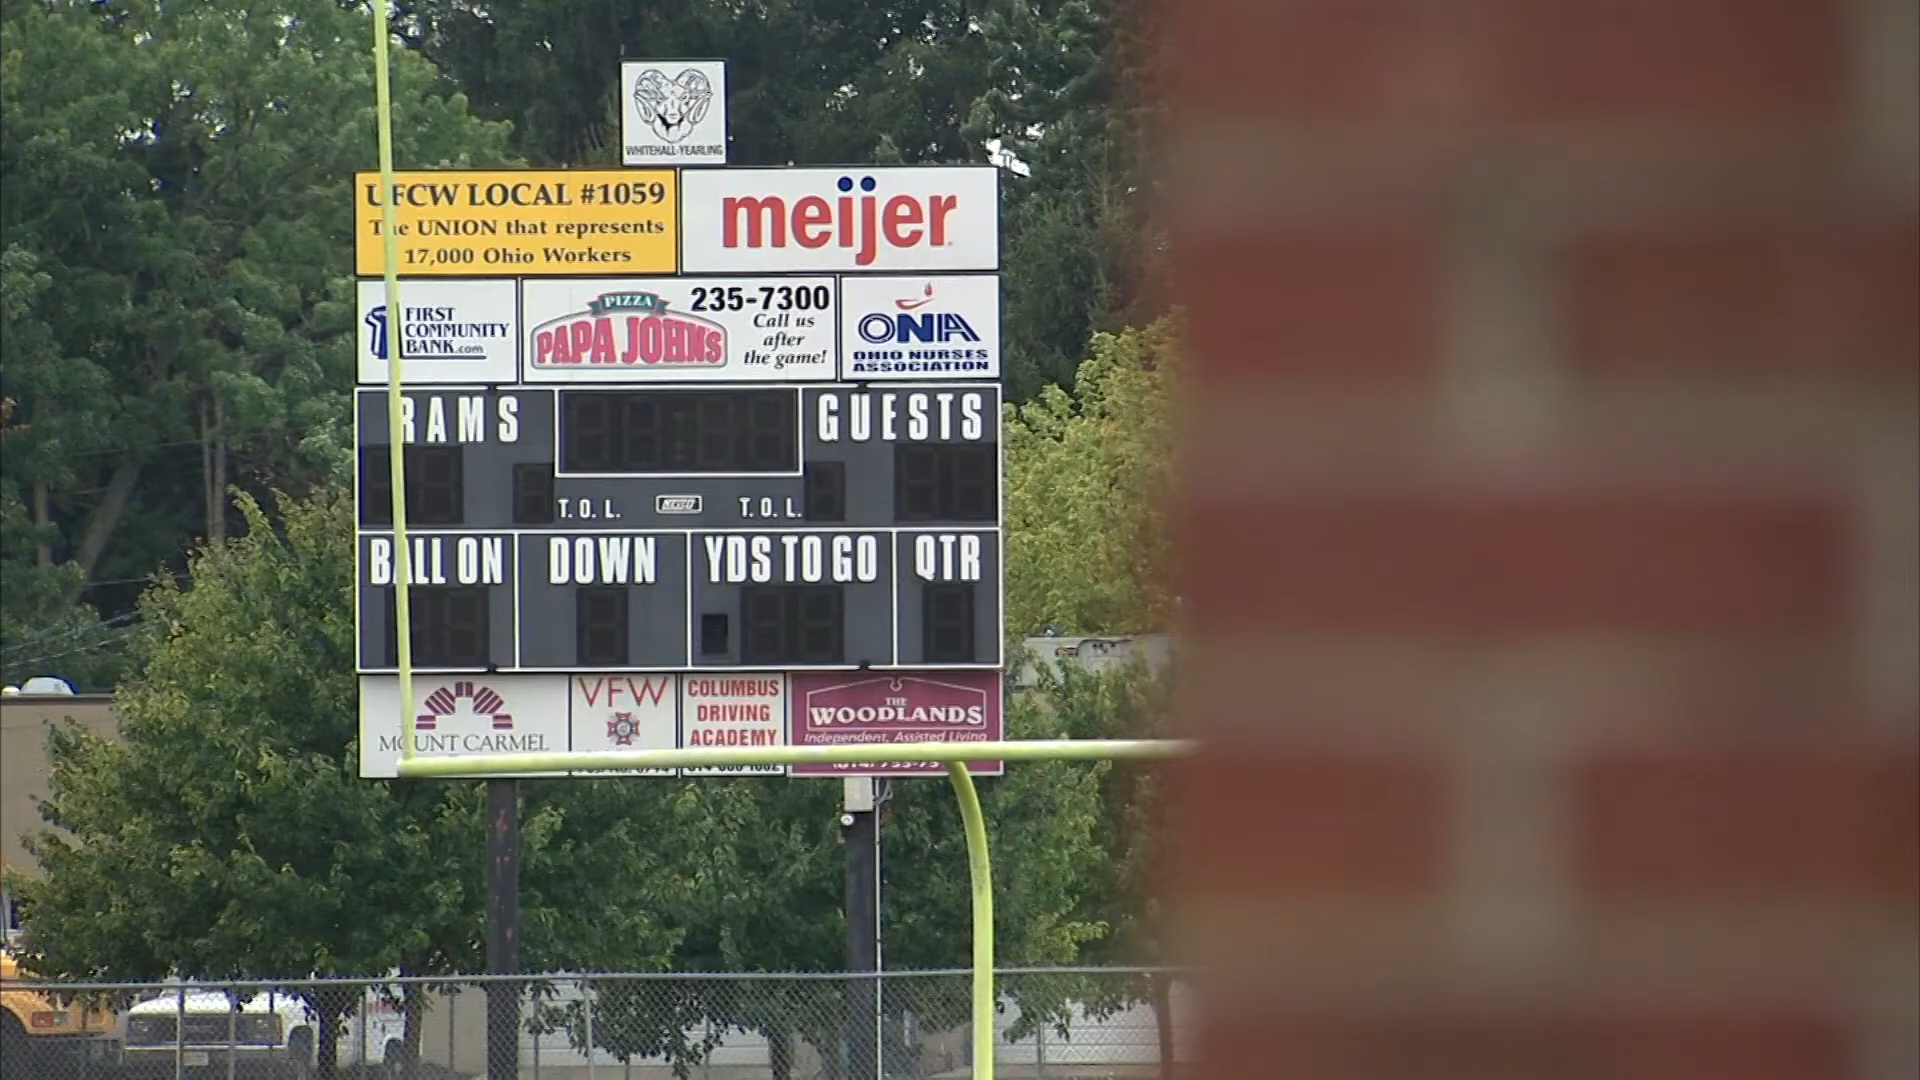 WHITEHALL-YEARLING
UFCW LOCAL #1059
The UNION that represents
17,000 Ohio Workers
meijer
FIRST
COMMUNITY
BANK.com
PIZZA
PAPA JOHN'S
235-7300
Call us
after
the game!
ONA
OHIO NURSES
ASSOCIATION
RAMS
GUESTS
T.O.L.
T.O.L.
BALL ON
DOWN
YDS TO GO
QTR
MOUNT CARMEL
VFW
COLUMBUS
DRIVING
ACADEMY
THE
WOODLANDS
Independent, Assisted Living